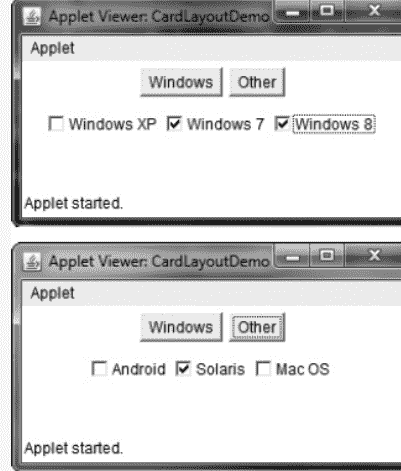 Applet Viewer: CardLayoutDemo
Applet
Windows Other
Windows XP Windows 7 Windows 8
Applet started.
Applet Viewer: CardLayoutDemo
Applet
Windows Other
Android Solaris Mac OS
Applet started.